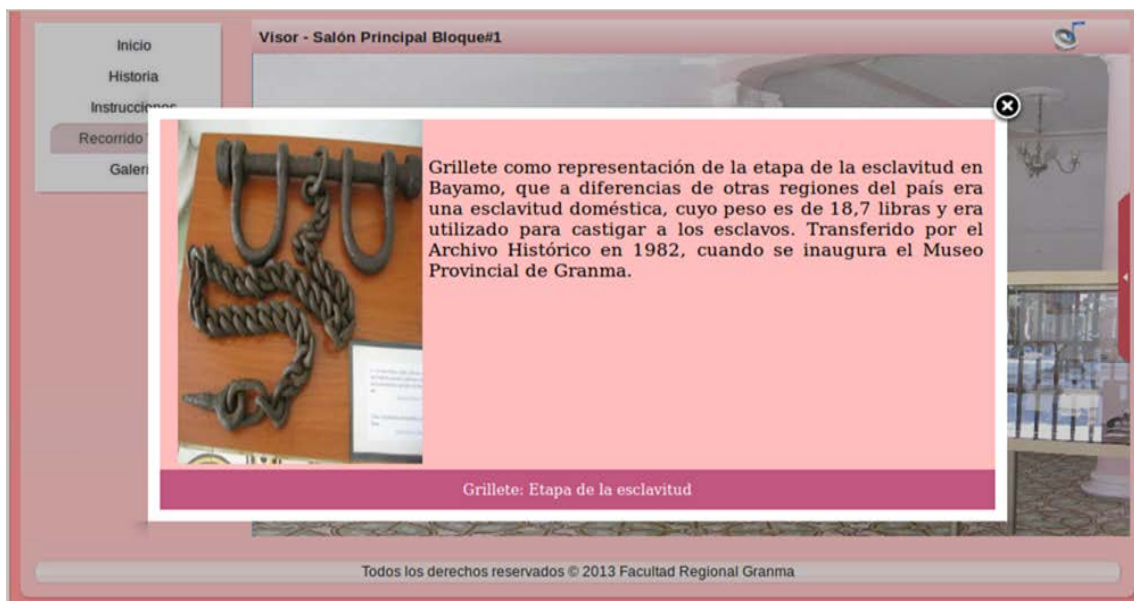 Inicio
Historia
Instrucciones
Recorrido
Galerí
Visor - Salón Principal Bloque#1
Grillete como representación de la etapa de la esclavitud en
Bayamo, que a diferencias de otras regiones del país era
una esclavitud doméstica, cuyo peso es de 18,7 libras y era
utilizado para castigar a los esclavos. Transferido por el
Archivo Histórico en 1982, cuando se inaugura el Museo
Provincial de Granma.
Grillete: Etapa de la esclavitud
Todos los derechos reservados © 2013 Facultad Regional Granma